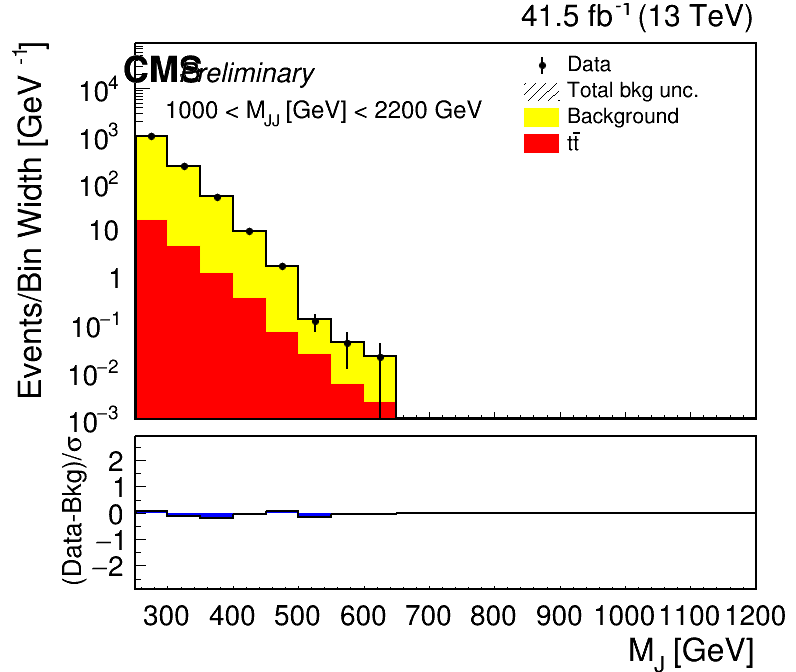 41.5 fb⁻¹ (13 TeV)
CMS Preliminary
1000 < M_JJ [GeV] < 2200 GeV
Data
Total bkg unc.
Background
tt̄
Events/Bin Width [GeV⁻¹]
10⁴
10³
10²
10
1
10⁻¹
10⁻²
10⁻³
(Data-Bkg)/σ
2
1
0
−1
−2
300 400 500 600 700 800 900 1000 1100 1200
M_J [GeV]